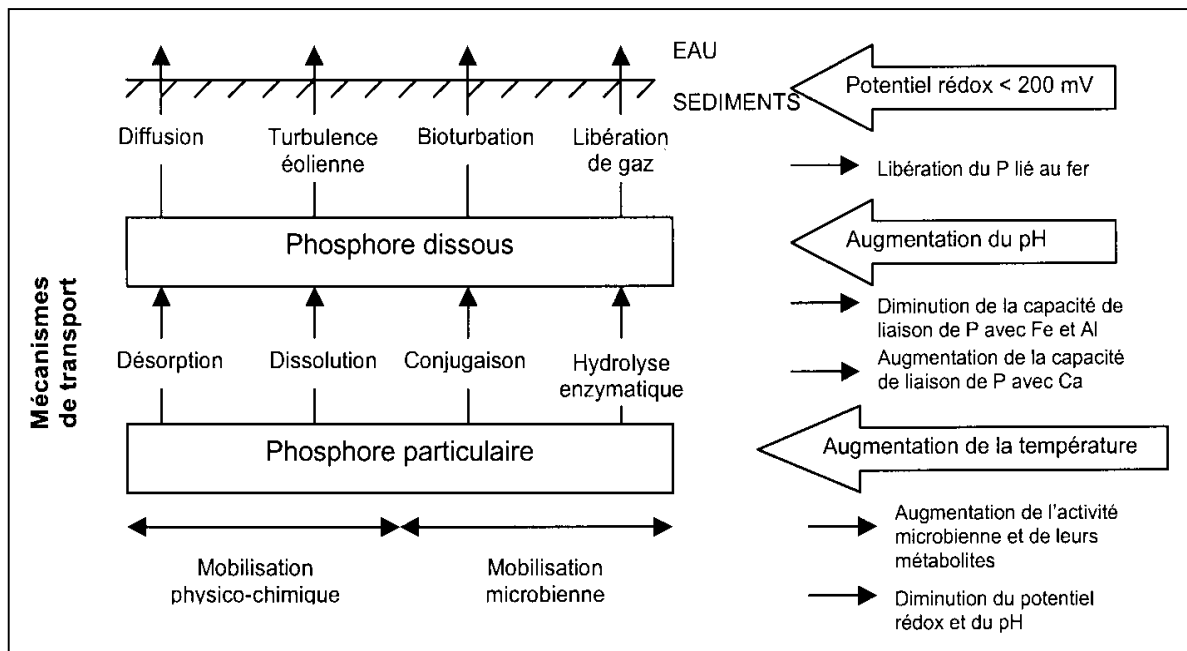 EAU
SEDIMENTS
Potentiel rédox < 200 mV
Diffusion
Turbulence
éolienne
Bioturbation
Libération
de gaz
Libération du P lié au fer
Phosphore dissous
Augmentation du pH
Mécanismes
de transport
Diminution de la capacité de
liaison de P avec Fe et Al
Augmentation de la capacité
de liaison de P avec Ca
Désorption
Dissolution
Conjugaison
Hydrolyse
enzymatique
Phosphore particulaire
Augmentation de la température
Mobilisation
physico-chimique
Mobilisation
microbienne
Augmentation de l'activité
microbienne et de leurs
métabolites
Diminution du potentiel
rédox et du pH